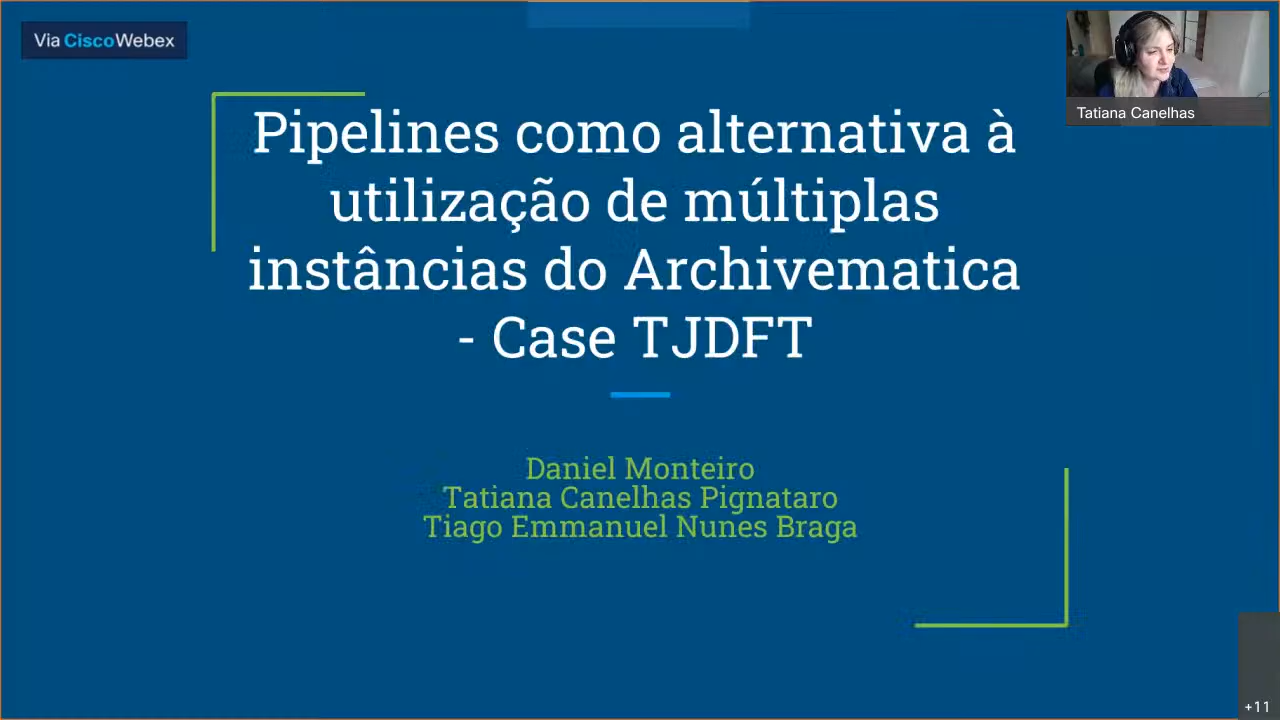 Via CiscoWebex
Tatiana Canelhas
Pipelines como alternativa à
utilização de múltiplas
instâncias do Archivematica
- Case TJDFT
Daniel Monteiro
Tatiana Canelhas Pignataro
Tiago Emmanuel Nunes Braga
+11